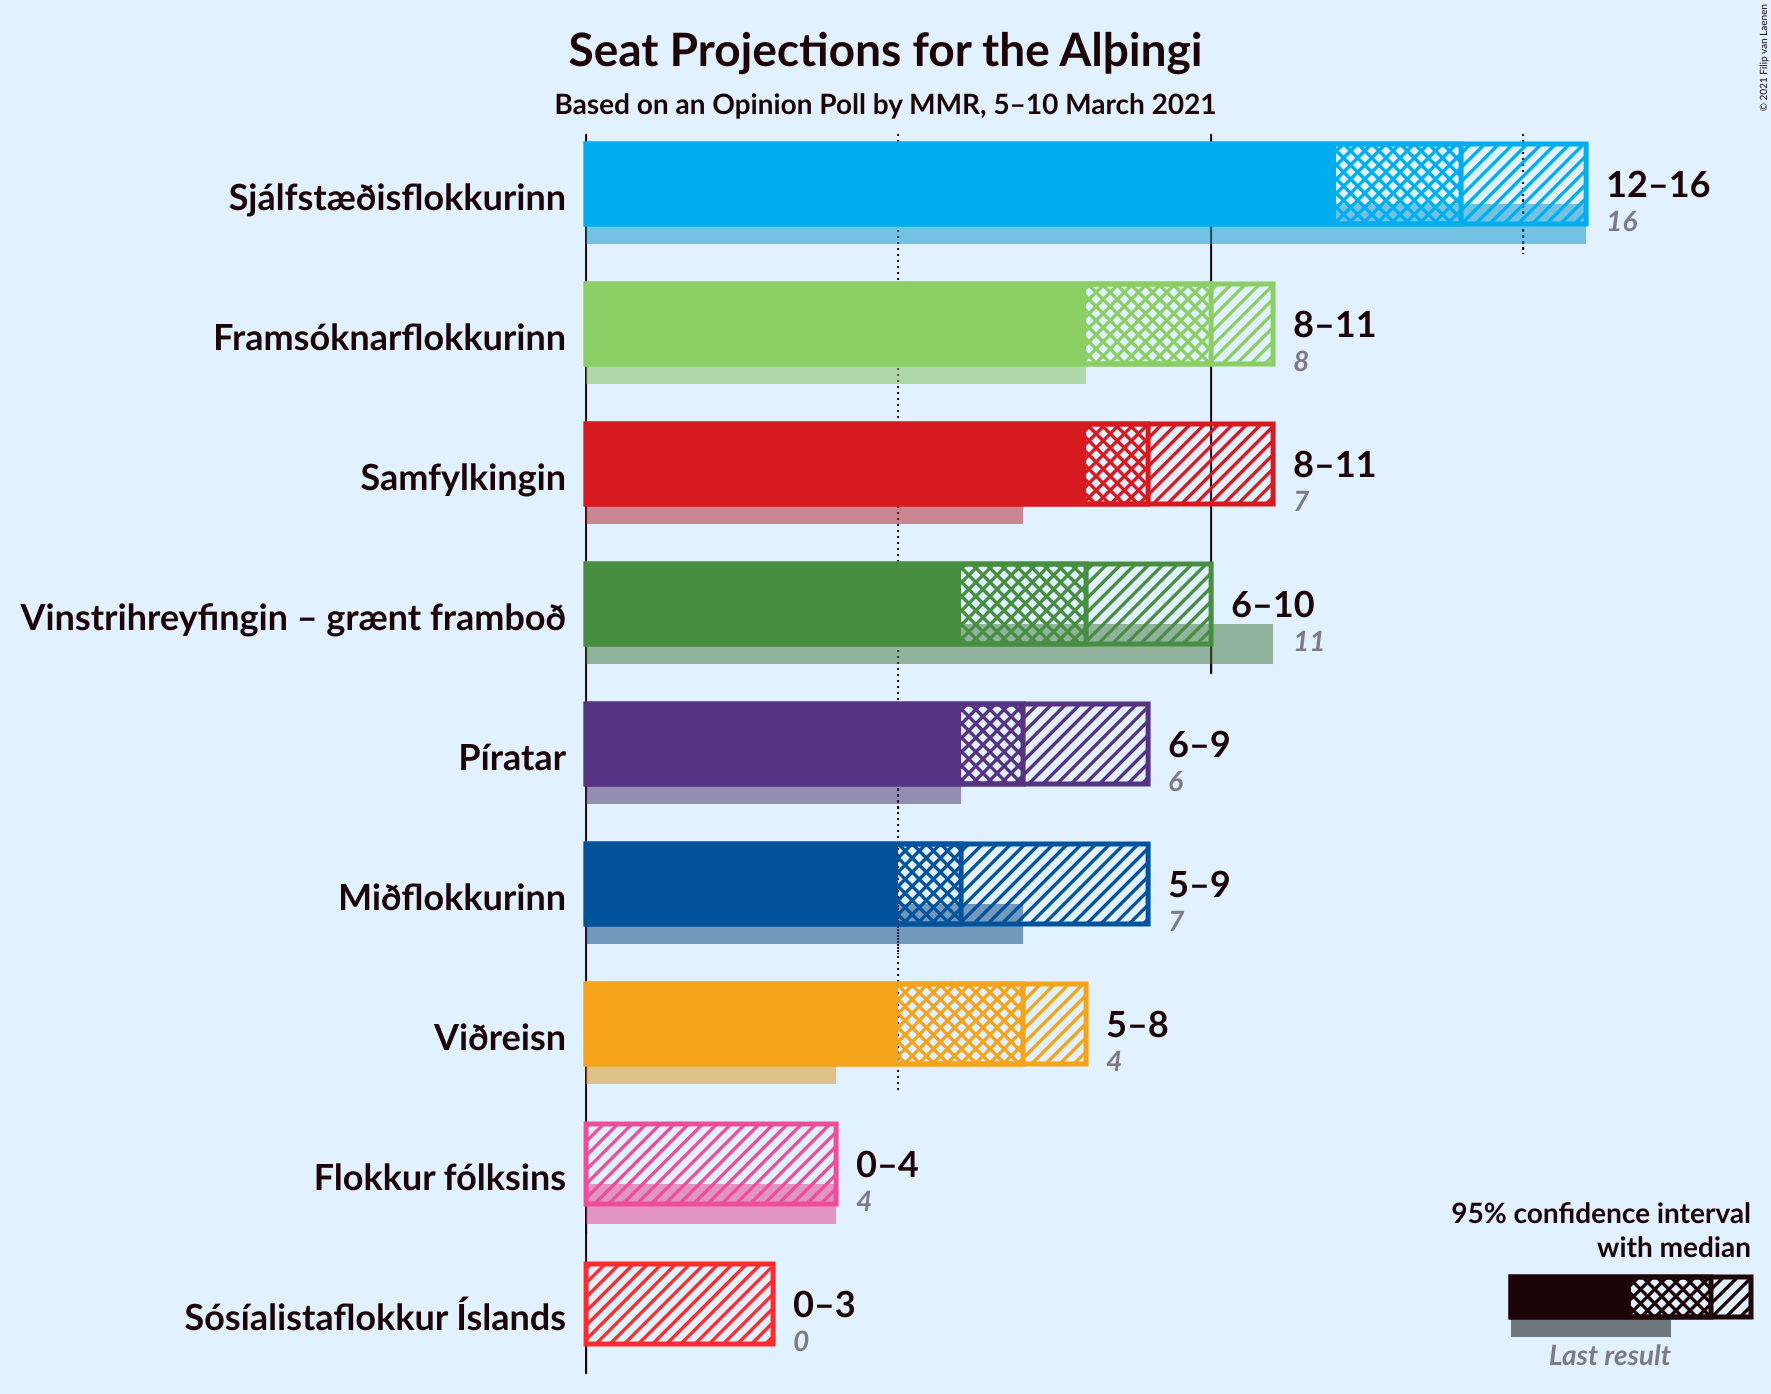 Seat Projections for the Alþingi
Based on an Opinion Poll by MMR, 5–10 March 2021
© 2021 Filip van Laenen
Sjálfstæðisflokkurinn
12–16
16
Framsóknarflokkurinn
8–11
8
Samfylkingin
8–11
7
Vinstrihreyfingin – grænt framboð
6–10
11
Píratar
6–9
6
Miðflokkurinn
5–9
7
Viðreisn
5–8
4
Flokkur fólksins
0–4
4
Sósíalistaflokkur Íslands
0–3
0
95% confidence interval
with median
Last result